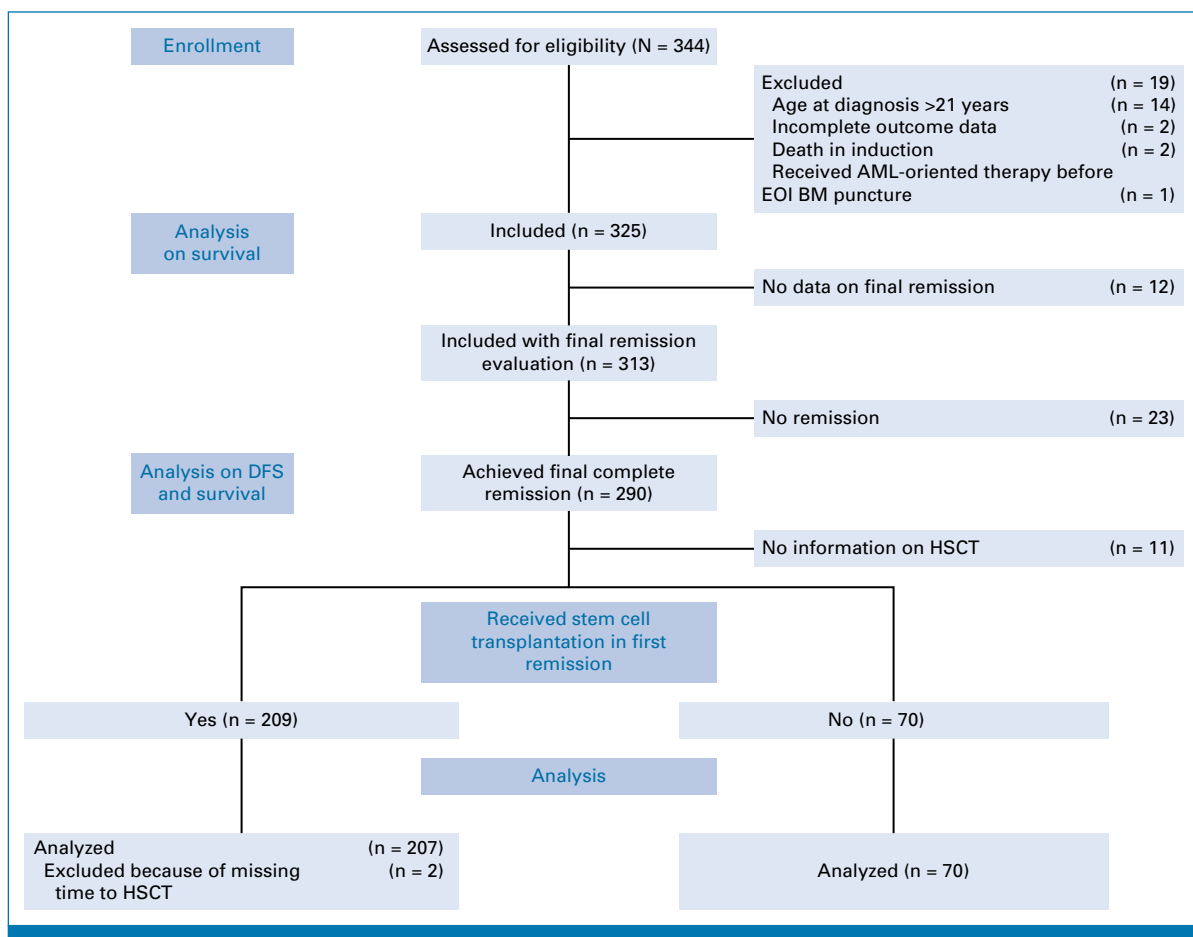 Enrollment
Assessed for eligibility (N = 344)
Excluded (n = 19)
Age at diagnosis >21 years (n = 14)
Incomplete outcome data (n = 2)
Death in induction (n = 2)
Received AML-oriented therapy before
EOI BM puncture (n = 1)
Analysis
on survival
Included (n = 325)
No data on final remission (n = 12)
Included with final remission
evaluation (n = 313)
No remission (n = 23)
Analysis on DFS
and survival
Achieved final complete
remission (n = 290)
No information on HSCT (n = 11)
Received stem cell
transplantation in first
remission
Yes (n = 209)
No (n = 70)
Analysis
Analyzed (n = 207)
Excluded because of missing (n = 2)
time to HSCT
Analyzed (n = 70)